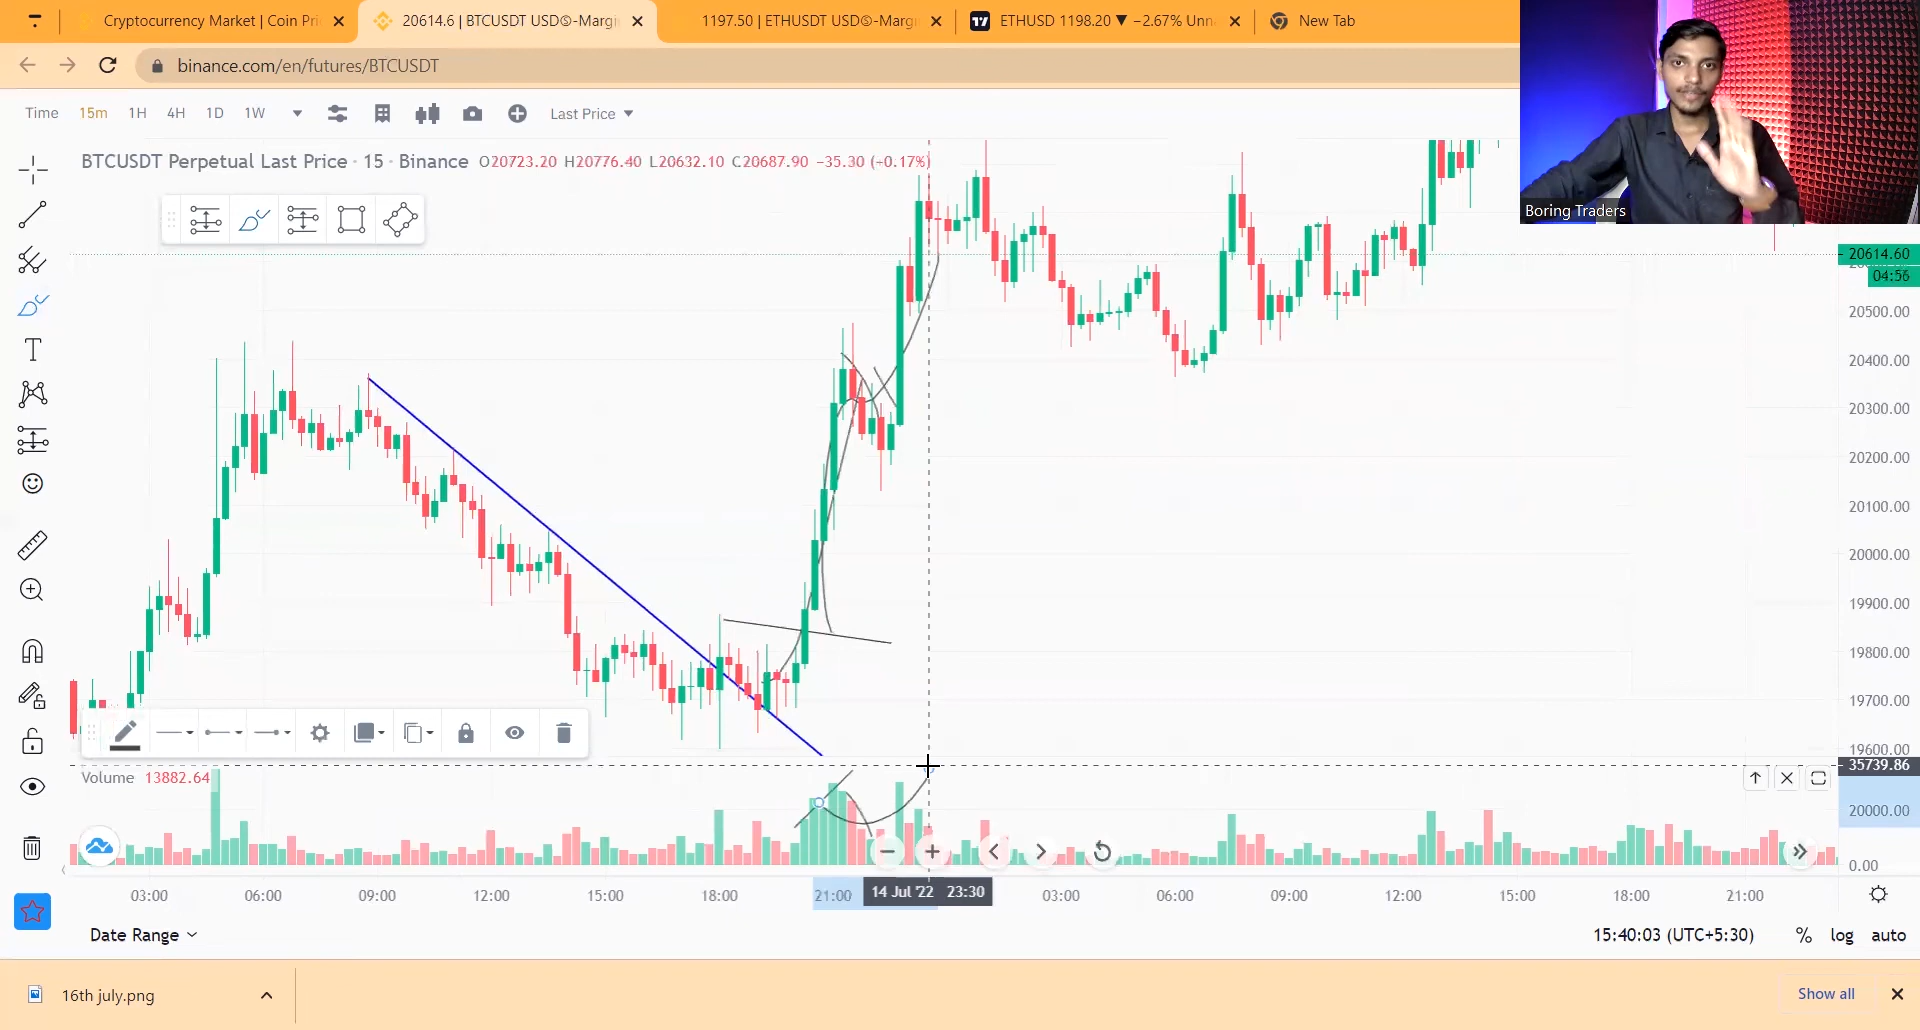 Cryptocurrency Market | Coin Pri
20614.6 | BTCUSDT USDⓈ-Margi
1197.50 | ETHUSDT USDⓈ-Marg
ETHUSD 1198.20 ▼ −2.67% Unn
New Tab
binance.com/en/futures/BTCUSDT
Time 15m 1H 4H 1D 1W Last Price
BTCUSDT Perpetual Last Price · 15 · Binance O20723.20 H20776.40 L20632.10 C20687.90 −35.30 (+0.17%)
Boring Traders
20614.60
04:56
20500.00
20400.00
20300.00
20200.00
20100.00
20000.00
19900.00
19800.00
19700.00
19600.00
35739.86
Volume 13882.64
20000.00
0.00
03:00 06:00 09:00 12:00 15:00 18:00 21:00 14 Jul '22 23:30 03:00 06:00 09:00 12:00 15:00 18:00 21:00
Date Range
15:40:03 (UTC+5:30) % log auto
16th july.png
Show all